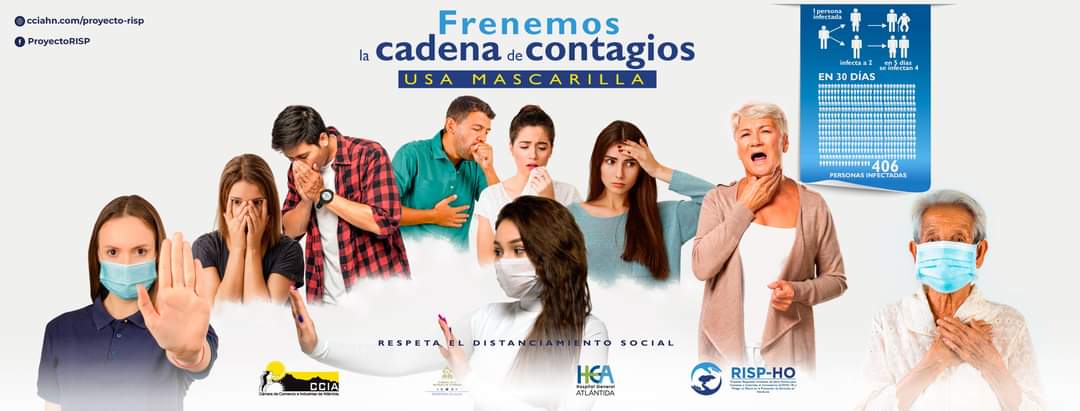 cciahn.com/proyecto-risp
ProyectoRISP
Frenemos
la cadena de contagios
USA MASCARILLA
1 persona
infectada
infecta a 2
en 5 días
se infectan 4
EN 30 DÍAS
406
PERSONAS INFECTADAS
RESPETA EL DISTANCIAMIENTO SOCIAL
CCIA
Cámara de Comercio e Industrias de Atlántida
HGA
Hospital General
ATLÁNTIDA
RISP-HO